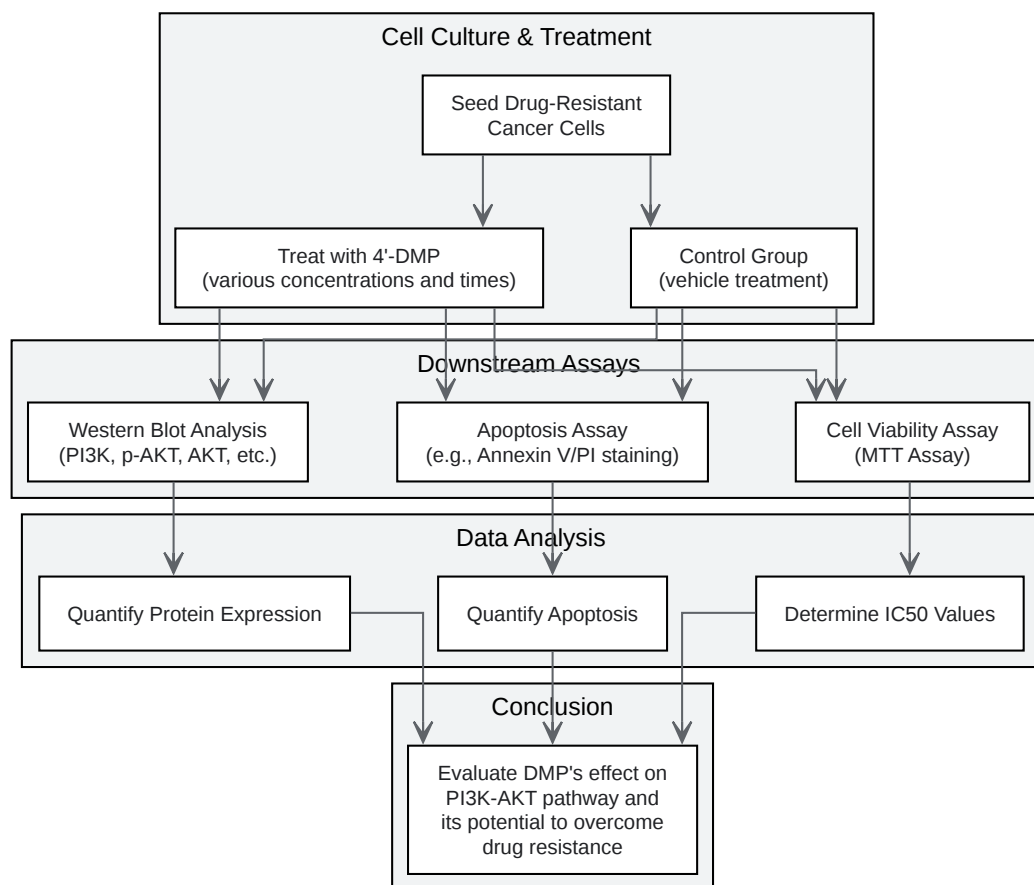 Cell Culture & Treatment
Seed Drug-Resistant
Cancer Cells
Treat with 4'-DMP
(various concentrations and times)
Control Group
(vehicle treatment)
Downstream Assays
Western Blot Analysis
(PI3K, p-AKT, AKT, etc.)
Apoptosis Assay
(e.g., Annexin V/PI staining)
Cell Viability Assay
(MTT Assay)
Data Analysis
Quantify Protein Expression
Quantify Apoptosis
Determine IC50 Values
Conclusion
Evaluate DMP's effect on
PI3K-AKT pathway and
its potential to overcome
drug resistance